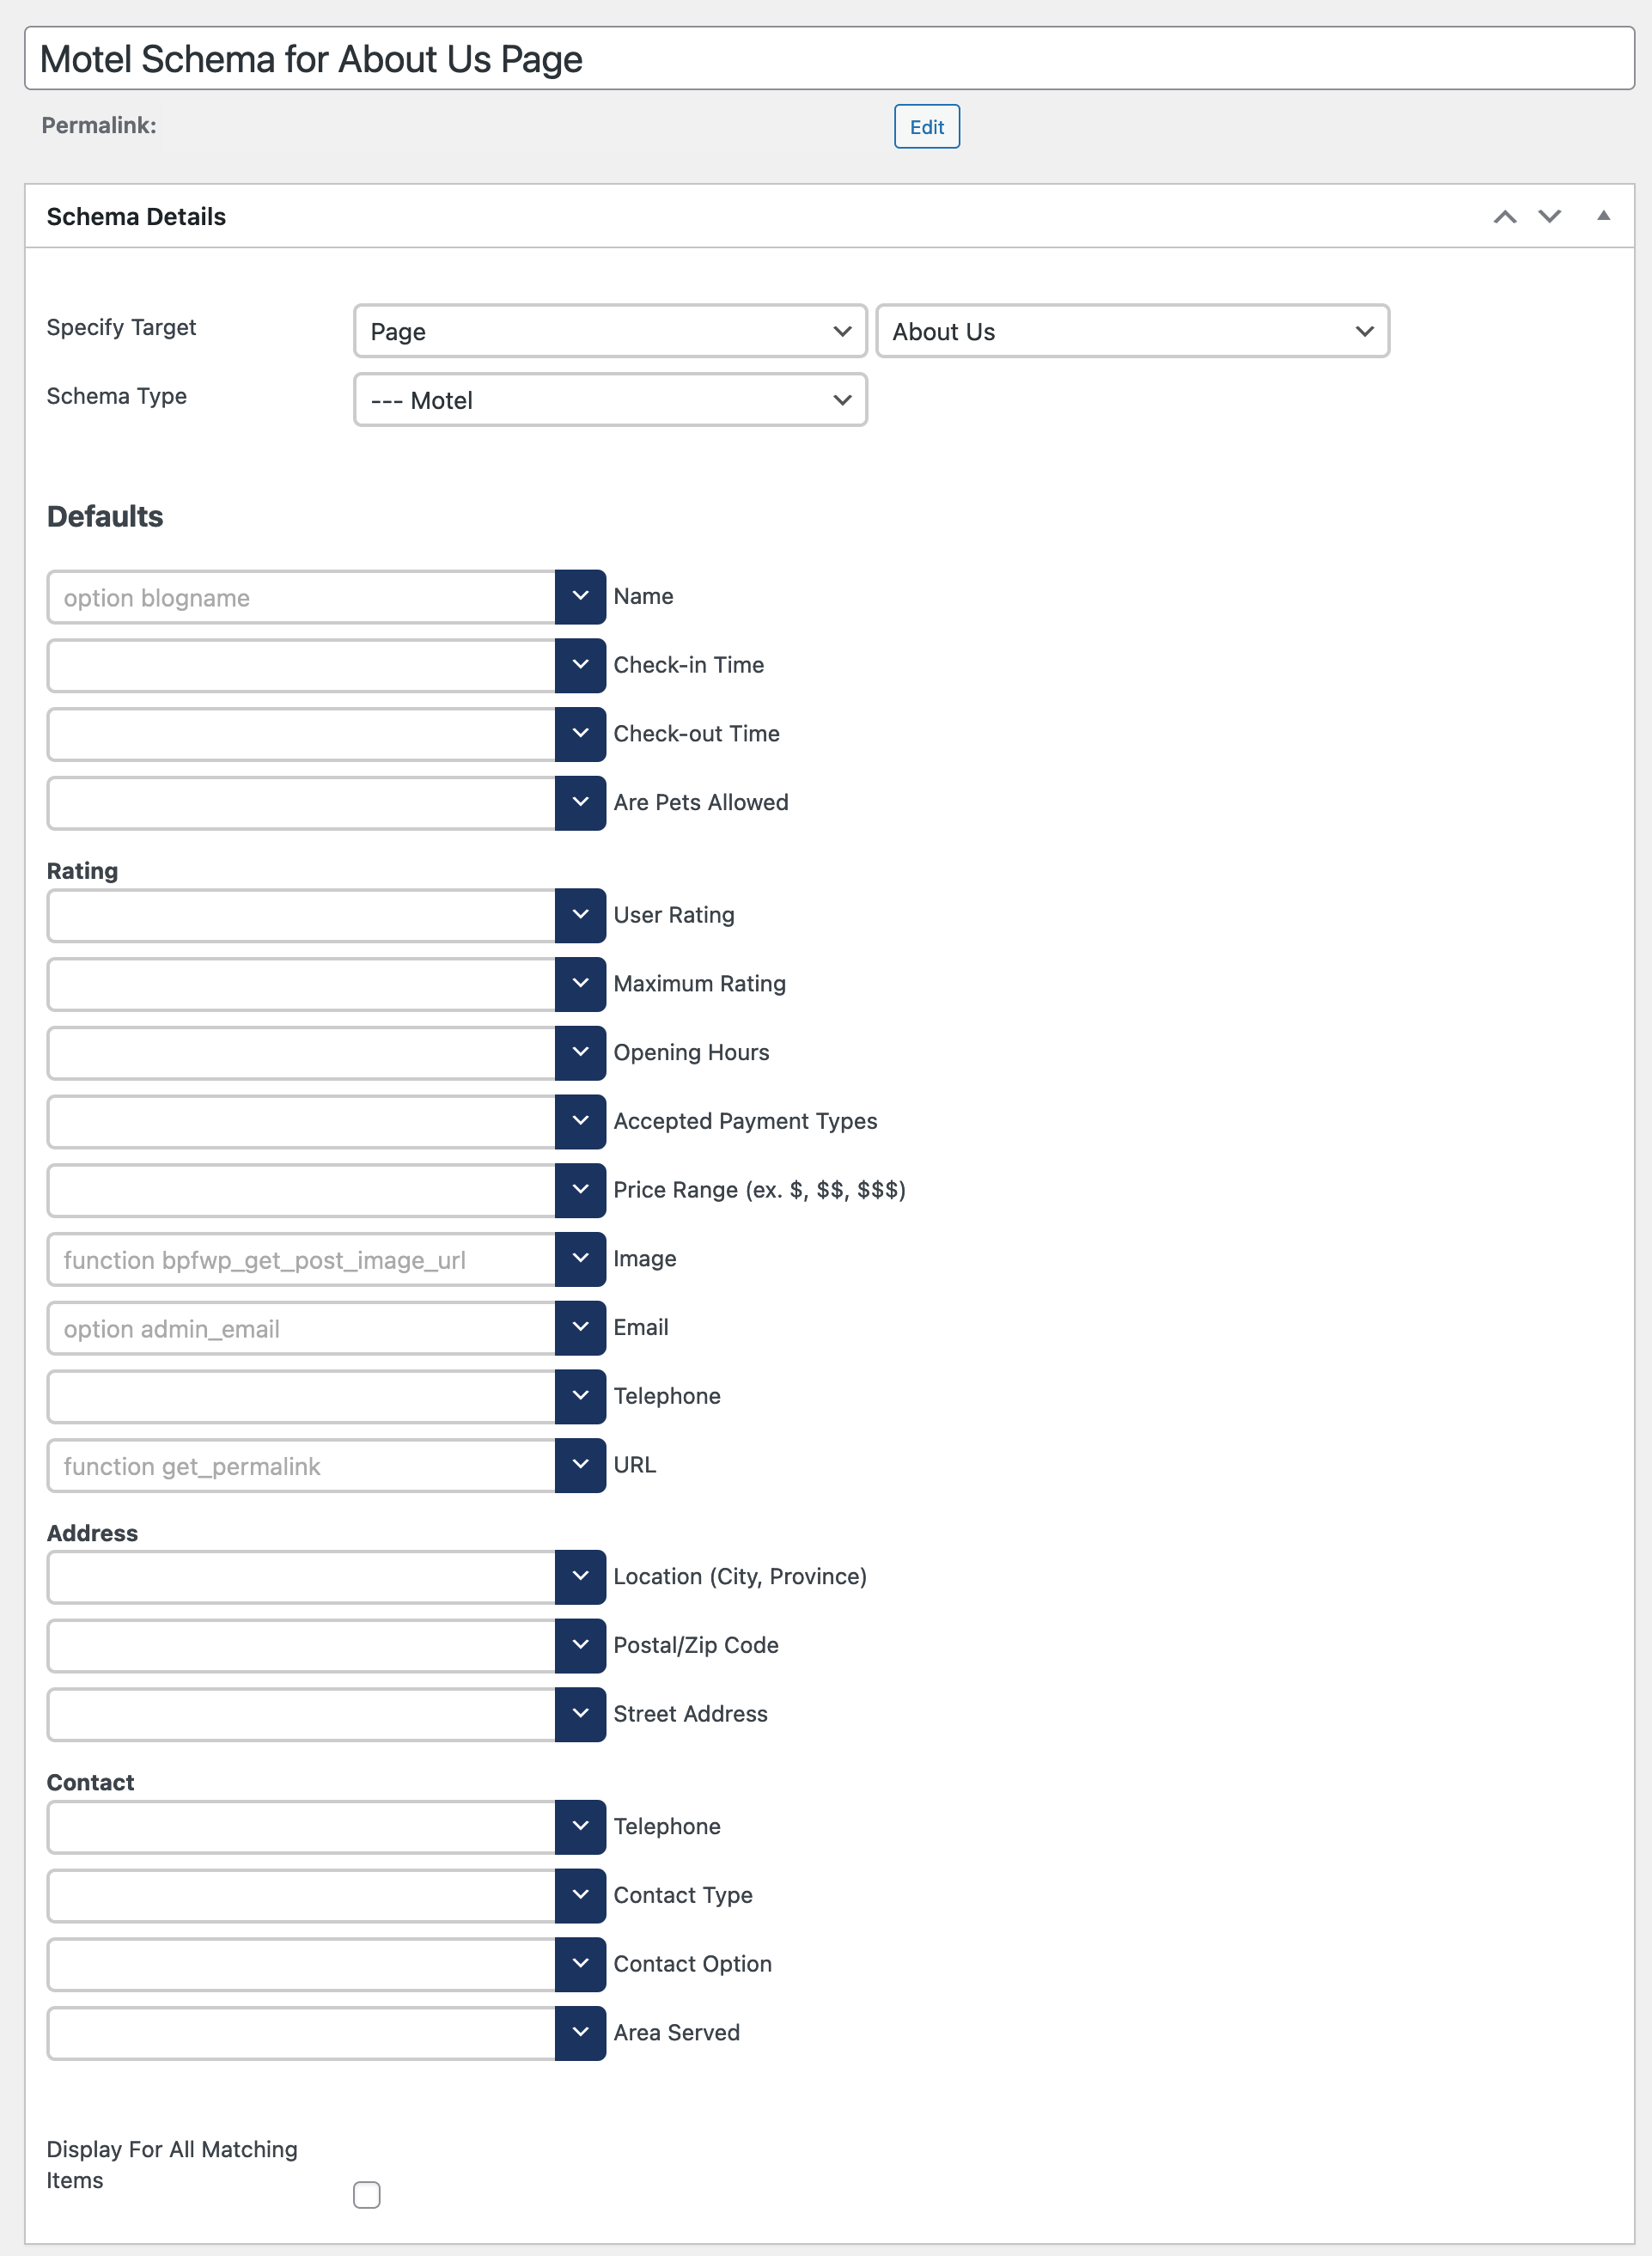 Motel Schema for About Us Page
Permalink: Edit
Schema Details
Specify Target Page About Us
Schema Type --- Motel
Defaults
option blogname Name
Check-in Time
Check-out Time
Are Pets Allowed
Rating
User Rating
Maximum Rating
Opening Hours
Accepted Payment Types
Price Range (ex. $, $$, $$$)
function bpfwp_get_post_image_url Image
option admin_email Email
Telephone
function get_permalink URL
Address
Location (City, Province)
Postal/Zip Code
Street Address
Contact
Telephone
Contact Type
Contact Option
Area Served
Display For All Matching
Items